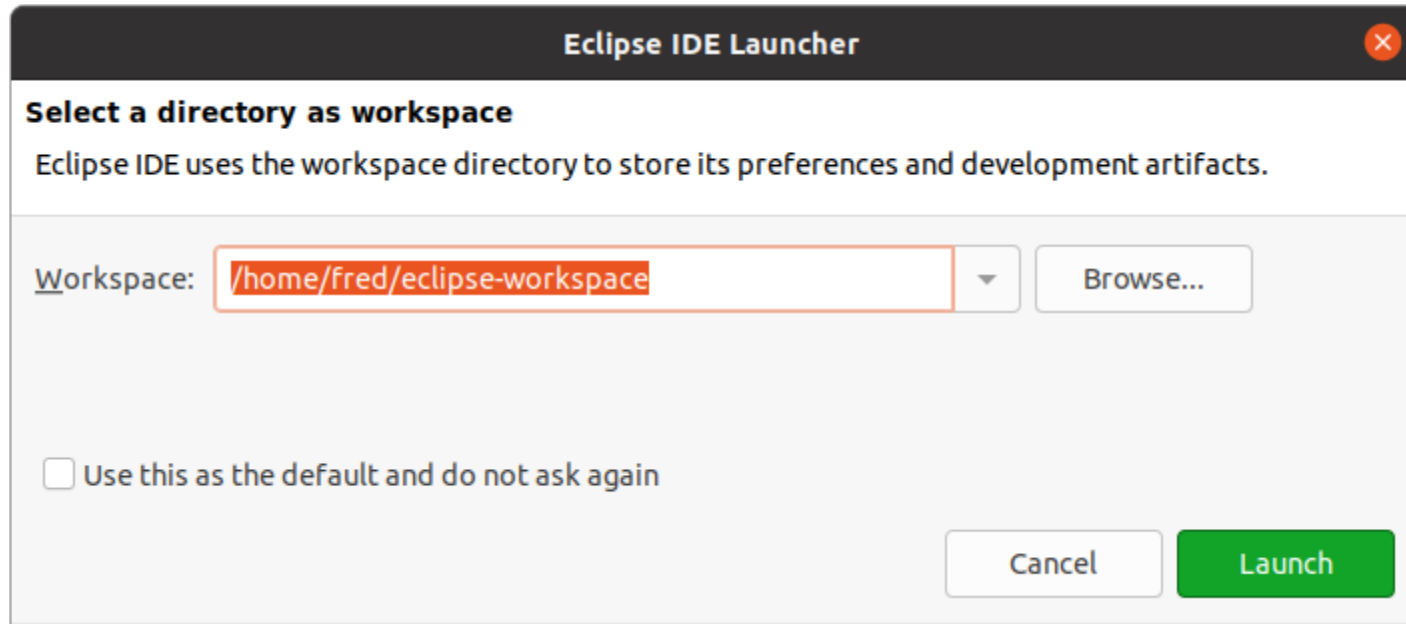 Eclipse IDE Launcher
Select a directory as workspace
Eclipse IDE uses the workspace directory to store its preferences and development artifacts.
Workspace: /home/fred/eclipse-workspace Browse...
Use this as the default and do not ask again
Cancel Launch